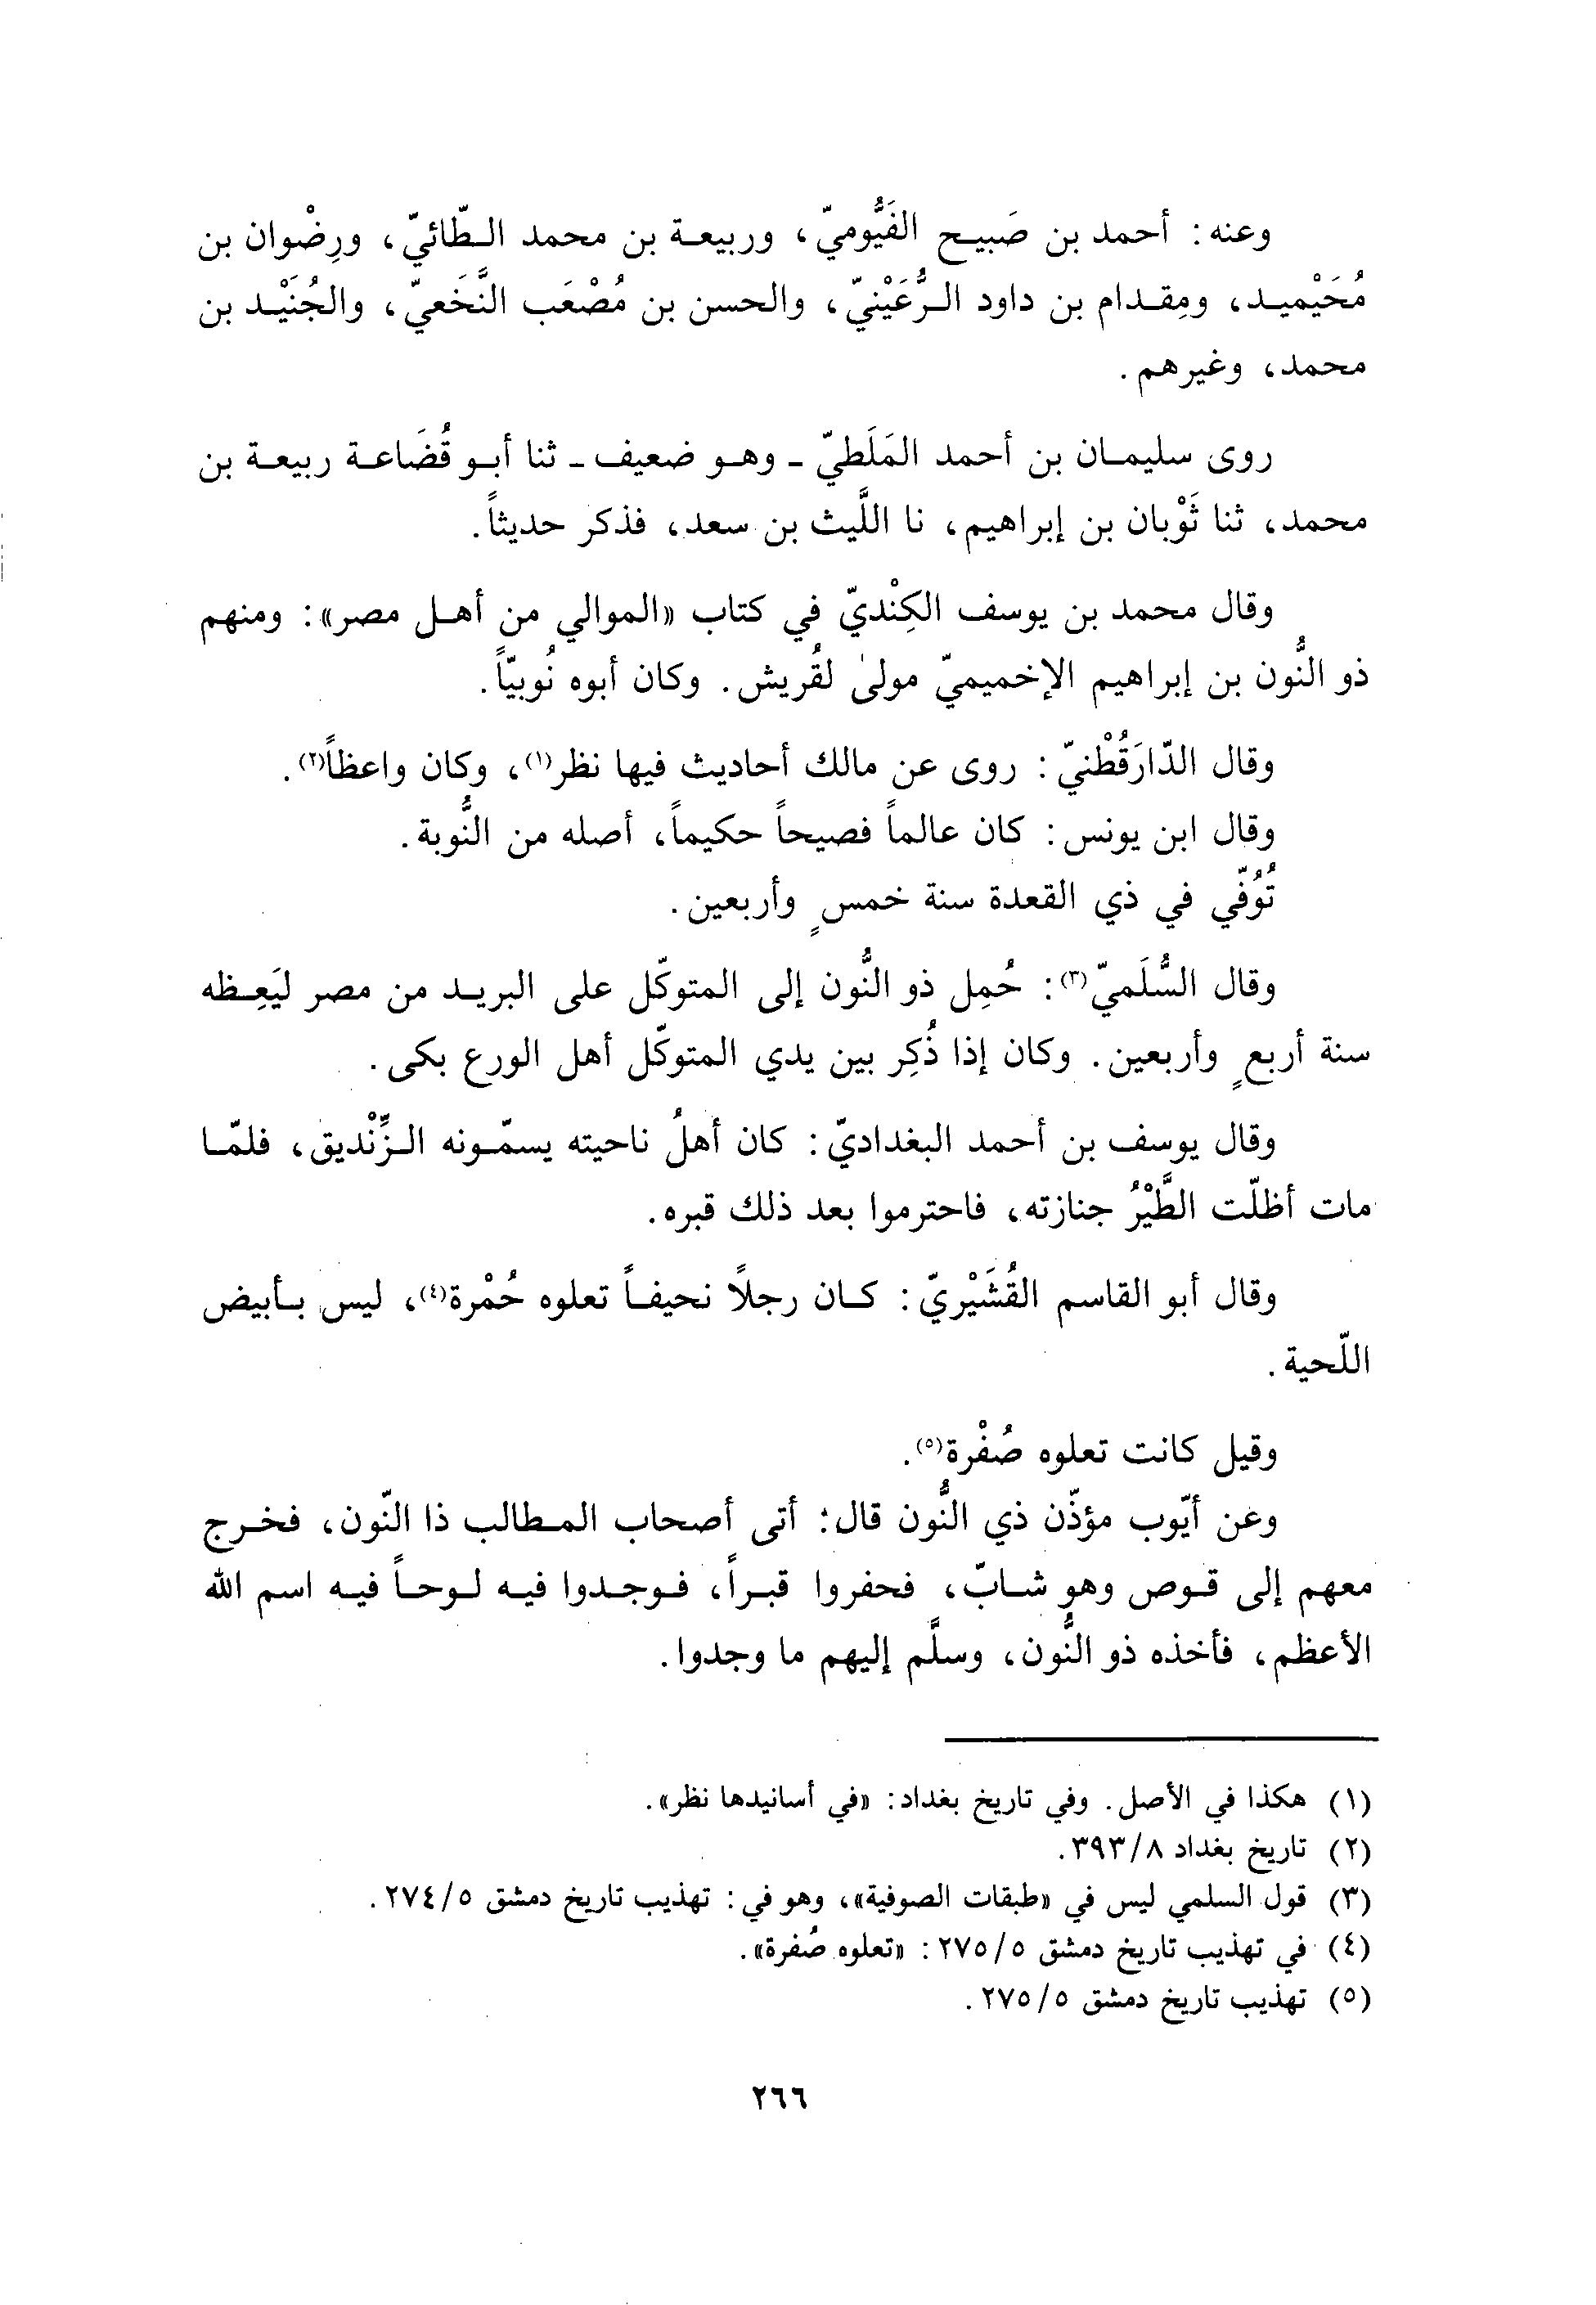 وعنه: أحمد بن صَبيح الفَيُّوميّ، وربيعة بن محمد الطّائيّ، ورِضْوان بن
مُحَيْميد، ومِقدام بن داود الرُّعَيْنيّ، والحسن بن مُصْعَب النَّخَعيّ، والجُنَيْد بن
محمد، وغيرهم.
روى سليمان بن أحمد المَلَطيّ ـ وهو ضعيف ـ ثنا أبو قُضَاعة ربيعة بن
محمد، ثنا ثَوْبان بن إبراهيم، نا اللَّيث بن سعد، فذكر حديثاً.
وقال محمد بن يوسف الكِنْديّ في كتاب «الموالي من أهل مصر»: ومنهم
ذو النُّون بن إبراهيم الإخميميّ مولىٰ لقُريش. وكان أبوه نُوبيّاً.
وقال الدّارَقُطْنيّ: روى عن مالك أحاديث فيها نظر(١)، وكان واعظاً(٢).
وقال ابن يونس: كان عالماً فصيحاً حكيماً، أصله من النُّوبة.
تُوُفّي في ذي القعدة سنة خمسٍ وأربعين.
وقال السُّلَميّ(٣): حُمِل ذو النُّون إلى المتوكّل على البريد من مصر ليَعِظه
سنة أربعٍ وأربعين. وكان إذا ذُكِر بين يدي المتوكّل أهل الورع بكى.
وقال يوسف بن أحمد البغداديّ: كان أهلُ ناحيته يسمّونه الزِّنْديق، فلمّا
مات أظلّت الطَّيْرُ جنازته، فاحترموا بعد ذلك قبره.
وقال أبو القاسم القُشَيْريّ: كان رجلاً نحيفاً تعلوه حُمْرة(٤)، ليس بأبيض
اللّحية.
وقيل كانت تعلوه صُفْرة(٥).
وعن أيّوب مؤذّن ذي النُّون قال: أتى أصحاب المطالب ذا النّون، فخرج
معهم إلى قوص وهو شابّ، فحفروا قبراً، فوجدوا فيه لوحاً فيه اسم الله
الأعظم، فأخذه ذو النُّون، وسلَّم إليهم ما وجدوا.
(١) هكذا في الأصل. وفي تاريخ بغداد: «في أسانيدها نظر».
(٢) تاريخ بغداد ٣٩٣/٨.
(٣) قول السلمي ليس في «طبقات الصوفية»، وهو في: تهذيب تاريخ دمشق ٢٧٤/٥.
(٤) في تهذيب تاريخ دمشق ٢٧٥/٥: «تعلوه صُفرة».
(٥) تهذيب تاريخ دمشق ٢٧٥/٥.
٢٦٦